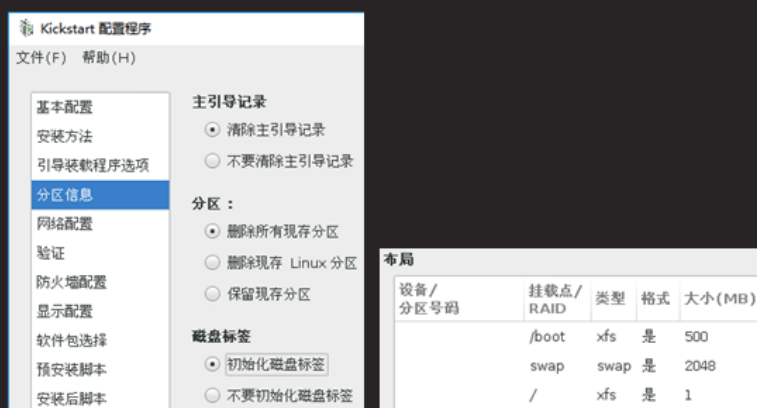 Kickstart 配置程序
文件(F) 帮助(H)
基本配置
安装方法
引导装载程序选项
分区信息
网络配置
验证
防火墙配置
显示配置
软件包选择
预安装脚本
安装后脚本
主引导记录
清除主引导记录
不要清除主引导记录
分区：
删除所有现存分区
删除现存 Linux 分区
保留现存分区
磁盘标签
初始化磁盘标签
不要初始化磁盘标签
布局
设备/
分区号码
挂载点/
RAID
类型
格式
大小(MB)
/boot xfs 是 500
swap swap 是 2048
/ xfs 是 1